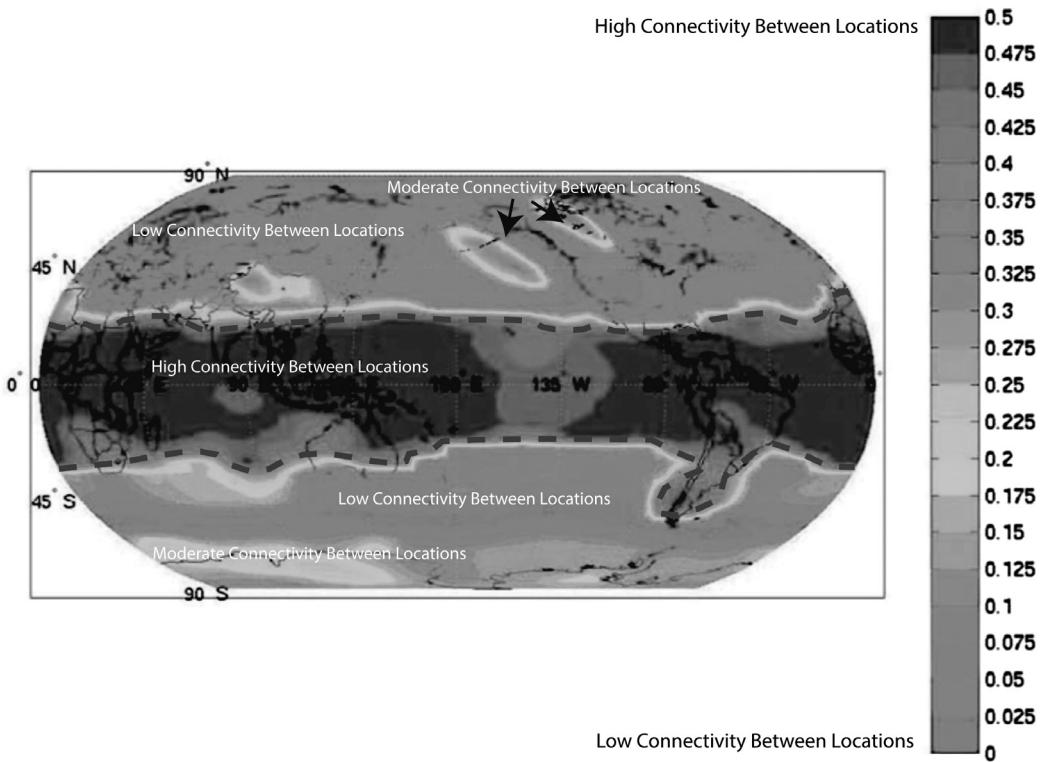 High Connectivity Between Locations
0.5
0.475
0.45
0.425
0.4
0.375
0.35
0.325
0.3
0.275
0.25
0.225
0.2
0.175
0.15
0.125
0.1
0.075
0.05
0.025
0
90° N
Moderate Connectivity Between Locations
Low Connectivity Between Locations
45° N
High Connectivity Between Locations
0° 0°
135° W
0°
45° S
Low Connectivity Between Locations
Moderate Connectivity Between Locations
90° S
Low Connectivity Between Locations